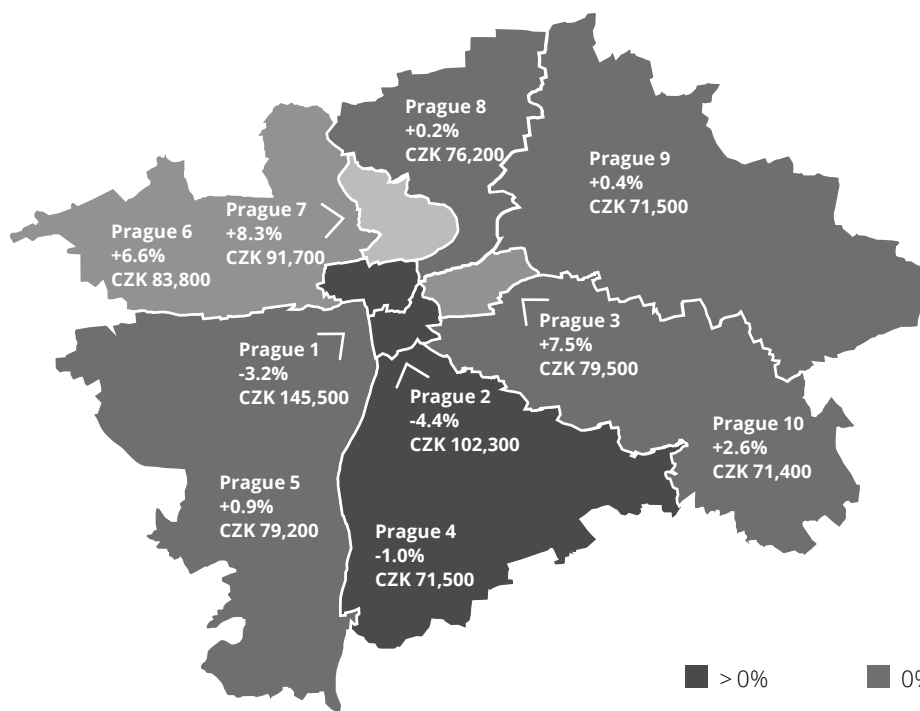 Prague 8
+0.2%
CZK 76,200
Prague 9
+0.4%
CZK 71,500
Prague 7
+8.3%
CZK 91,700
Prague 6
+6.6%
CZK 83,800
Prague 3
+7.5%
CZK 79,500
Prague 1
-3.2%
CZK 145,500
Prague 2
-4.4%
CZK 102,300
Prague 10
+2.6%
CZK 71,400
Prague 5
+0.9%
CZK 79,200
Prague 4
-1.0%
CZK 71,500
> 0%
0%